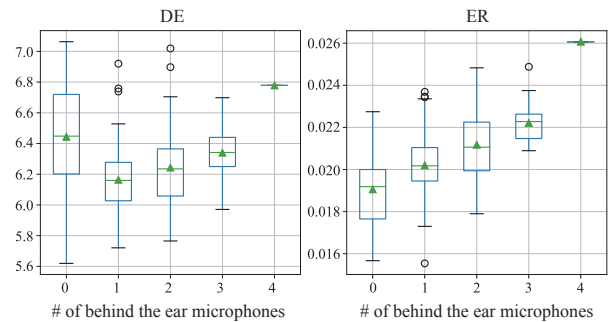 DE
7.0
6.8
6.6
6.4
6.2
6.0
5.8
5.6
0 1 2 3 4
# of behind the ear microphones
ER
0.026
0.024
0.022
0.020
0.018
0.016
0 1 2 3 4
# of behind the ear microphones